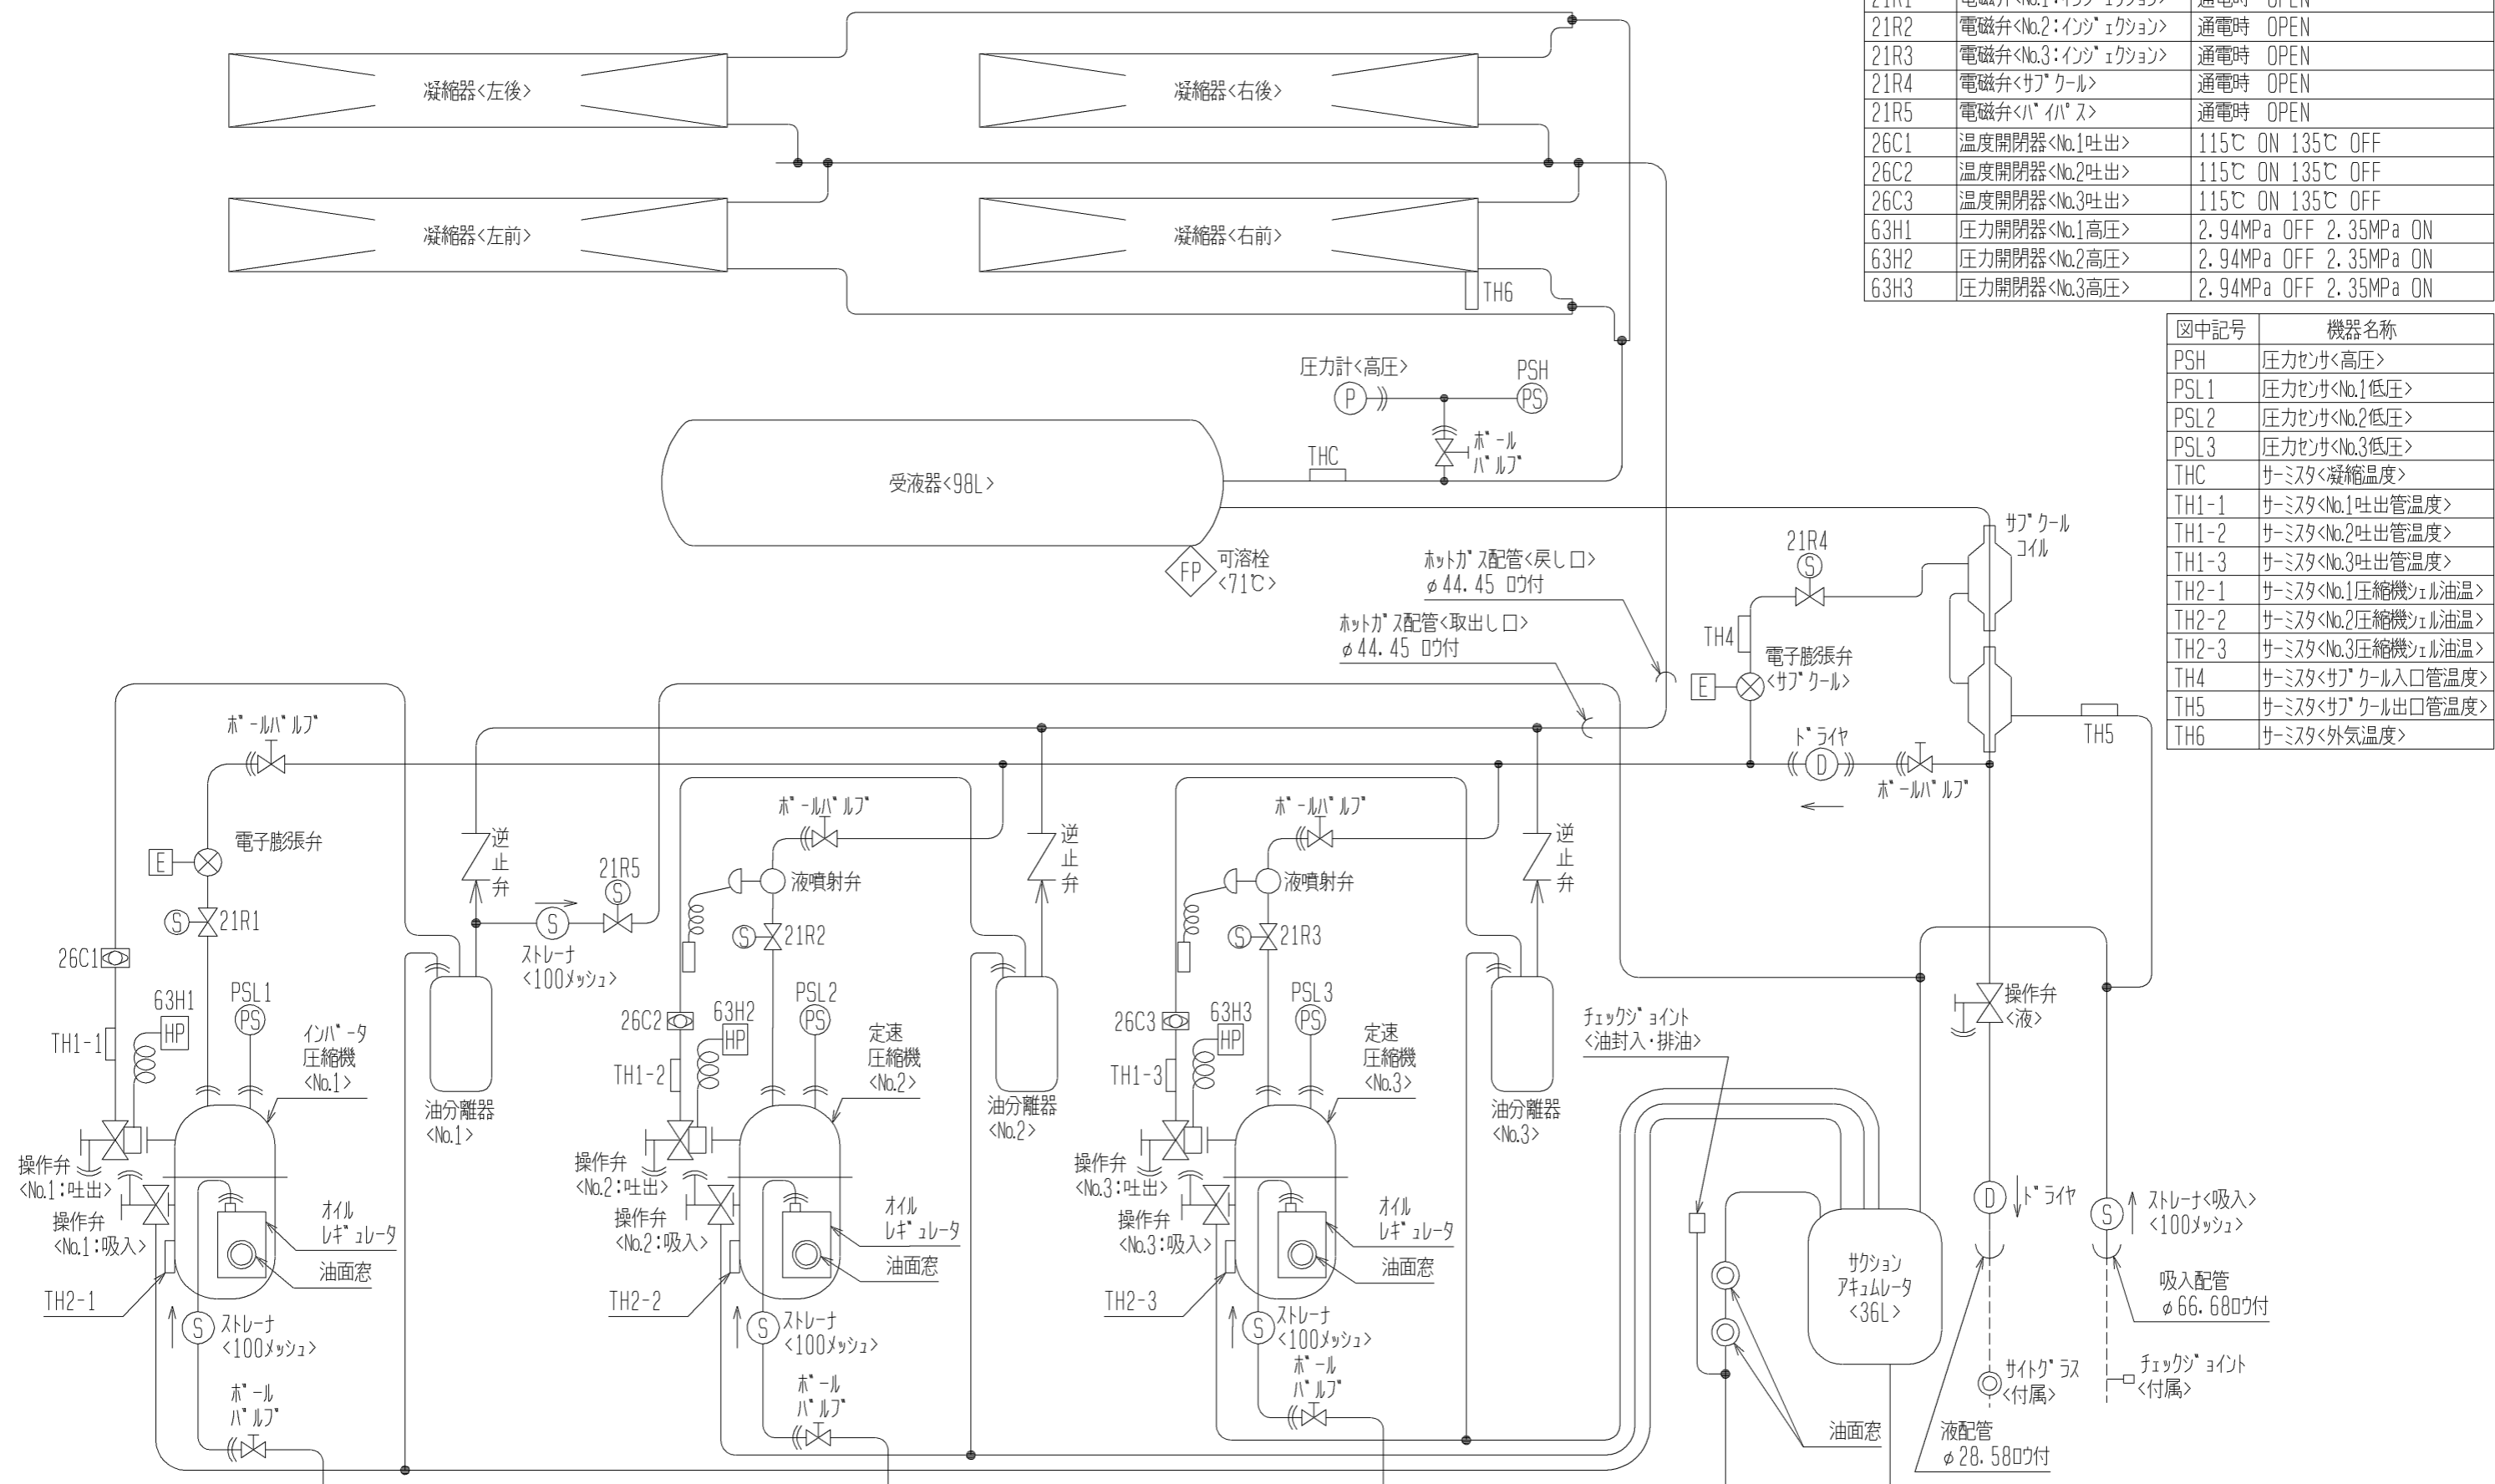 21R1 電磁弁<No.1:インジェクション> 通電時 OPEN
21R2 電磁弁<No.2:インジェクション> 通電時 OPEN
21R3 電磁弁<No.3:インジェクション> 通電時 OPEN
21R4 電磁弁<サブクール> 通電時 OPEN
21R5 電磁弁<バイパス> 通電時 OPEN
26C1 温度開閉器<No.1吐出> 115℃ ON 135℃ OFF
26C2 温度開閉器<No.2吐出> 115℃ ON 135℃ OFF
26C3 温度開閉器<No.3吐出> 115℃ ON 135℃ OFF
63H1 圧力開閉器<No.1高圧> 2.94MPa OFF 2.35MPa ON
63H2 圧力開閉器<No.2高圧> 2.94MPa OFF 2.35MPa ON
63H3 圧力開閉器<No.3高圧> 2.94MPa OFF 2.35MPa ON
図中記号 機器名称
PSH 圧力センサ<高圧>
PSL1 圧力センサ<No.1低圧>
PSL2 圧力センサ<No.2低圧>
PSL3 圧力センサ<No.3低圧>
THC サーミスタ<凝縮温度>
TH1-1 サーミスタ<No.1吐出管温度>
TH1-2 サーミスタ<No.2吐出管温度>
TH1-3 サーミスタ<No.3吐出管温度>
TH2-1 サーミスタ<No.1圧縮機シェル油温>
TH2-2 サーミスタ<No.2圧縮機シェル油温>
TH2-3 サーミスタ<No.3圧縮機シェル油温>
TH4 サーミスタ<サブクール入口管温度>
TH5 サーミスタ<サブクール出口管温度>
TH6 サーミスタ<外気温度>
凝縮器<左後>
凝縮器<右後>
凝縮器<左前>
凝縮器<右前>
TH6
圧力計<高圧>
P
PSH
PS
ボール
バルブ
THC
受液器<98L>
FP
可溶栓
<71℃>
ホットガス配管<戻し口>
φ44.45 ロウ付
ホットガス配管<取出し口>
φ44.45 ロウ付
21R4
S
TH4
E
電子膨張弁
<サブクール>
サブクール
コイル
TH5
ドライヤ
D
ボールバルブ
ボールバルブ
E
電子膨張弁
S
21R1
26C1
63H1
HP
TH1-1
PSL1
PS
インバータ
圧縮機
<No.1>
逆
止
弁
21R5
S
S
ストレーナ
<100メッシュ>
油分離器
<No.1>
操作弁
<No.1:吐出>
操作弁
<No.1:吸入>
オイル
レギュレータ
油面窓
TH2-1
S
ストレーナ
<100メッシュ>
ボール
バルブ
ボールバルブ
液噴射弁
S
21R2
26C2
63H2
HP
TH1-2
PSL2
PS
定速
圧縮機
<No.2>
逆
止
弁
油分離器
<No.2>
操作弁
<No.2:吐出>
操作弁
<No.2:吸入>
オイル
レギュレータ
油面窓
TH2-2
S
ストレーナ
<100メッシュ>
ボール
バルブ
ボールバルブ
液噴射弁
S
21R3
26C3
63H3
HP
TH1-3
PSL3
PS
定速
圧縮機
<No.3>
逆
止
弁
油分離器
<No.3>
操作弁
<No.3:吐出>
操作弁
<No.3:吸入>
オイル
レギュレータ
油面窓
TH2-3
S
ストレーナ
<100メッシュ>
ボール
バルブ
チェックジョイント
<油封入・排油>
サクション
アキュムレータ
<36L>
油面窓
操作弁
<液>
D
ドライヤ
S
ストレーナ<吸入>
<100メッシュ>
吸入配管
φ66.68ロウ付
サイトグラス
<付属>
チェックジョイント
<付属>
液配管
φ28.58ロウ付